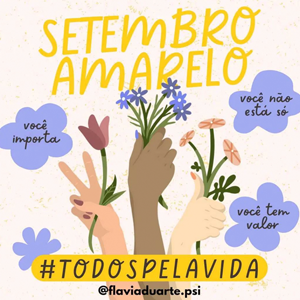 SETEMBRO
AMARELO
você
importa
você não
está só
você tem
valor
#TODOSPELAVIDA
@flaviaduarte.psi